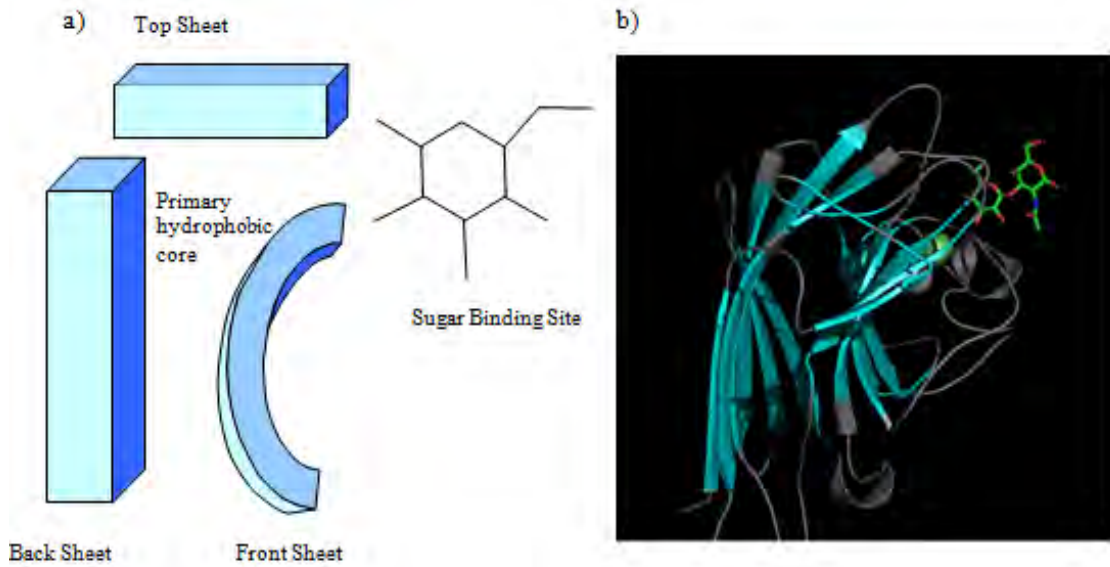 a)
Top Sheet
b)
Primary
hydrophobic
core
Sugar Binding Site
Back Sheet
Front Sheet